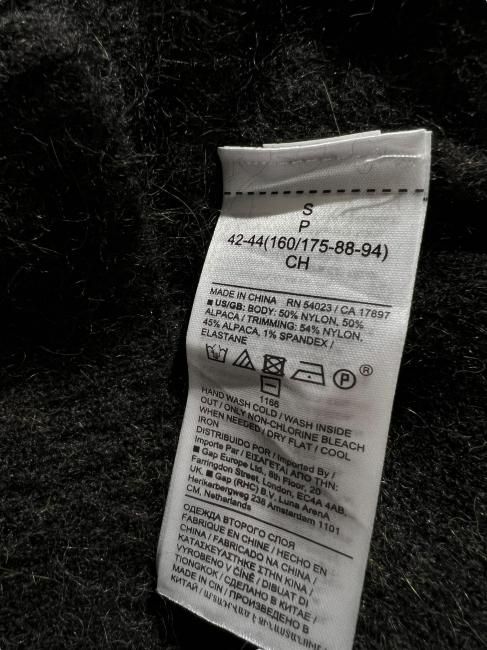 S
P
42-44(160/175-88-94)
CH
MADE IN CHINA RN 54023 / CA 17897
■ US/GB: BODY: 50% NYLON, 50%
ALPACA / TRIMMING: 54% NYLON,
45% ALPACA, 1% SPANDEX /
ELASTANE
P ®
1166
HAND WASH COLD / WASH INSIDE
OUT / ONLY NON-CHLORINE BLEACH
WHEN NEEDED / DRY FLAT / COOL
IRON
DISTRIBUIDO POR / Imported By /
Importe Par / ΕΙΣΑΓΕΤΑΙ ΑΠΟ ΤΗΝ:
■ Gap Europe Ltd, 8th Floor, 20
Farringdon Street, London, EC4A 4AB,
UK. ■ Gap (RHC) B.V. Luna ArenA
Herikerbergweg 238 Amsterdam 1101
CM, Netherlands
ОДЕЖДА ВТОРОГО СЛОЯ
FABRIQUE EN CHINE / HECHO EN
CHINA / FABRICADO NA CHINA /
ΚΑΤΑΣΚΕΥΑΣΤΗΚΕ ΣΤΗΝ ΚΙΝΑ /
VYROBENO V ČÍNĚ / DIBUAT DI
TIONGKOK / СДЕЛАНО В КИТАЕ /
MADE IN CIN / ПРОИЗВЕДЕНО В
КИТАЙ /